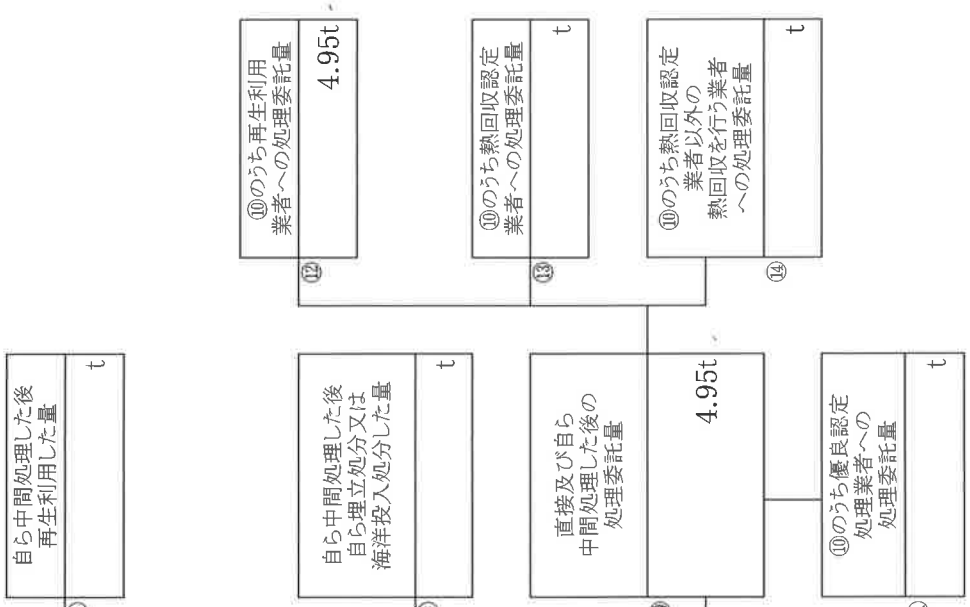 自ら中間処理した後
再生利用した量
t
自ら中間処理した後
自ら埋立処分又は
海洋投入処分した量
t
直接及び自ら
中間処理した後の
処理委託量
4.95t
⑩のうち優良認定
処理業者への
処理委託量
t
⑩のうち再生利用
業者への処理委託量
⑫
4.95t
⑩のうち熱回収認定
業者への処理委託量
⑬
t
⑩のうち熱回収認定
業者以外の
熱回収を行う業者
への処理委託量
⑭
t